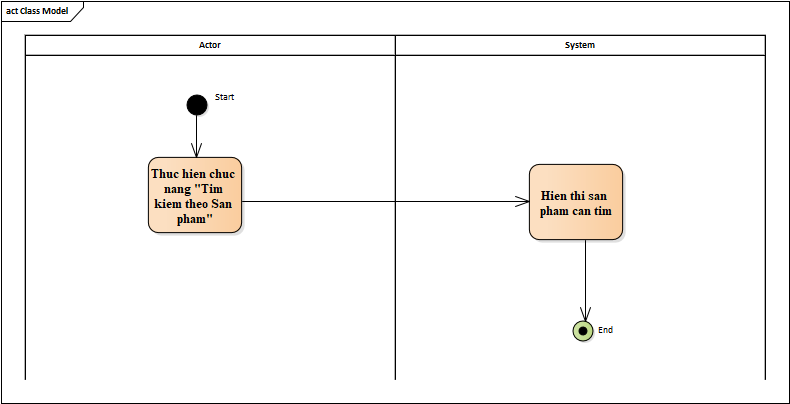 act Class Model
Actor
System
Start
Thuc hien chuc
nang "Tim
kiem theo San
pham"
Hien thi san
pham can tim
End